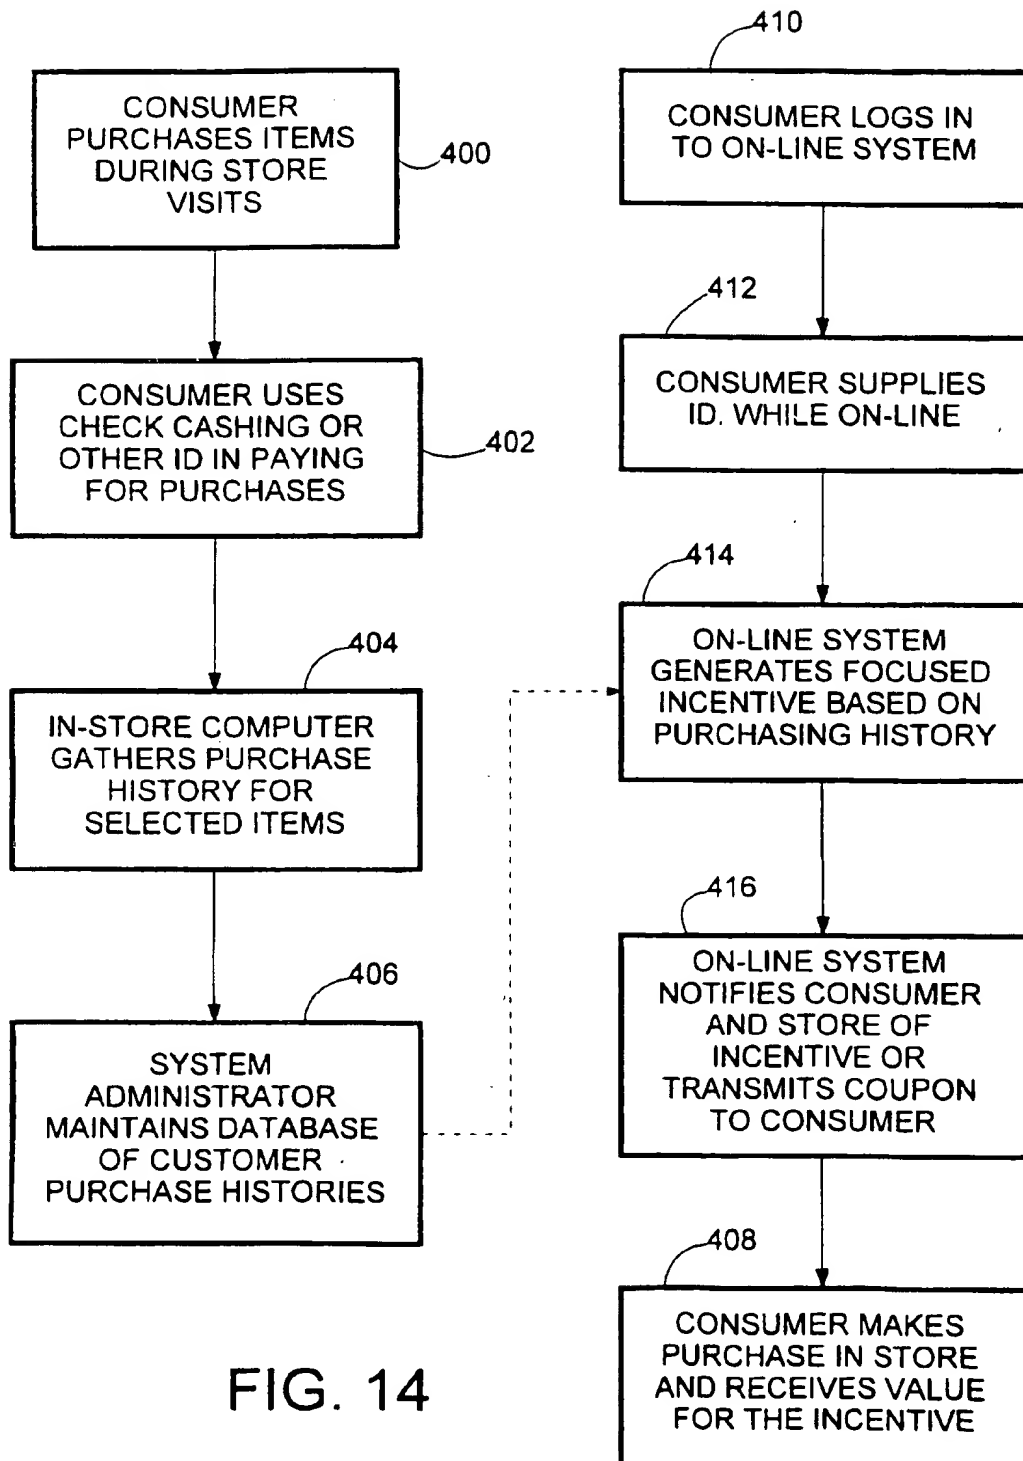 CONSUMER
PURCHASES ITEMS
DURING STORE
VISITS
400
CONSUMER USES
CHECK CASHING OR
OTHER ID IN PAYING
FOR PURCHASES
402
404
IN-STORE COMPUTER
GATHERS PURCHASE
HISTORY FOR
SELECTED ITEMS
406
SYSTEM
ADMINISTRATOR
MAINTAINS DATABASE
OF CUSTOMER
PURCHASE HISTORIES
410
CONSUMER LOGS IN
TO ON-LINE SYSTEM
412
CONSUMER SUPPLIES
ID. WHILE ON-LINE
414
ON-LINE SYSTEM
GENERATES FOCUSED
INCENTIVE BASED ON
PURCHASING HISTORY
416
ON-LINE SYSTEM
NOTIFIES CONSUMER
AND STORE OF
INCENTIVE OR
TRANSMITS COUPON
TO CONSUMER
408
CONSUMER MAKES
PURCHASE IN STORE
AND RECEIVES VALUE
FOR THE INCENTIVE
FIG. 14